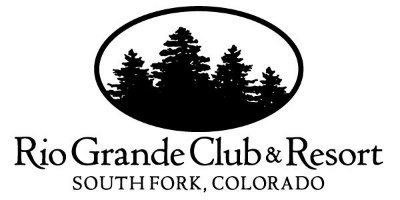 Rio Grande Club & Resort
SOUTH FORK, COLORADO